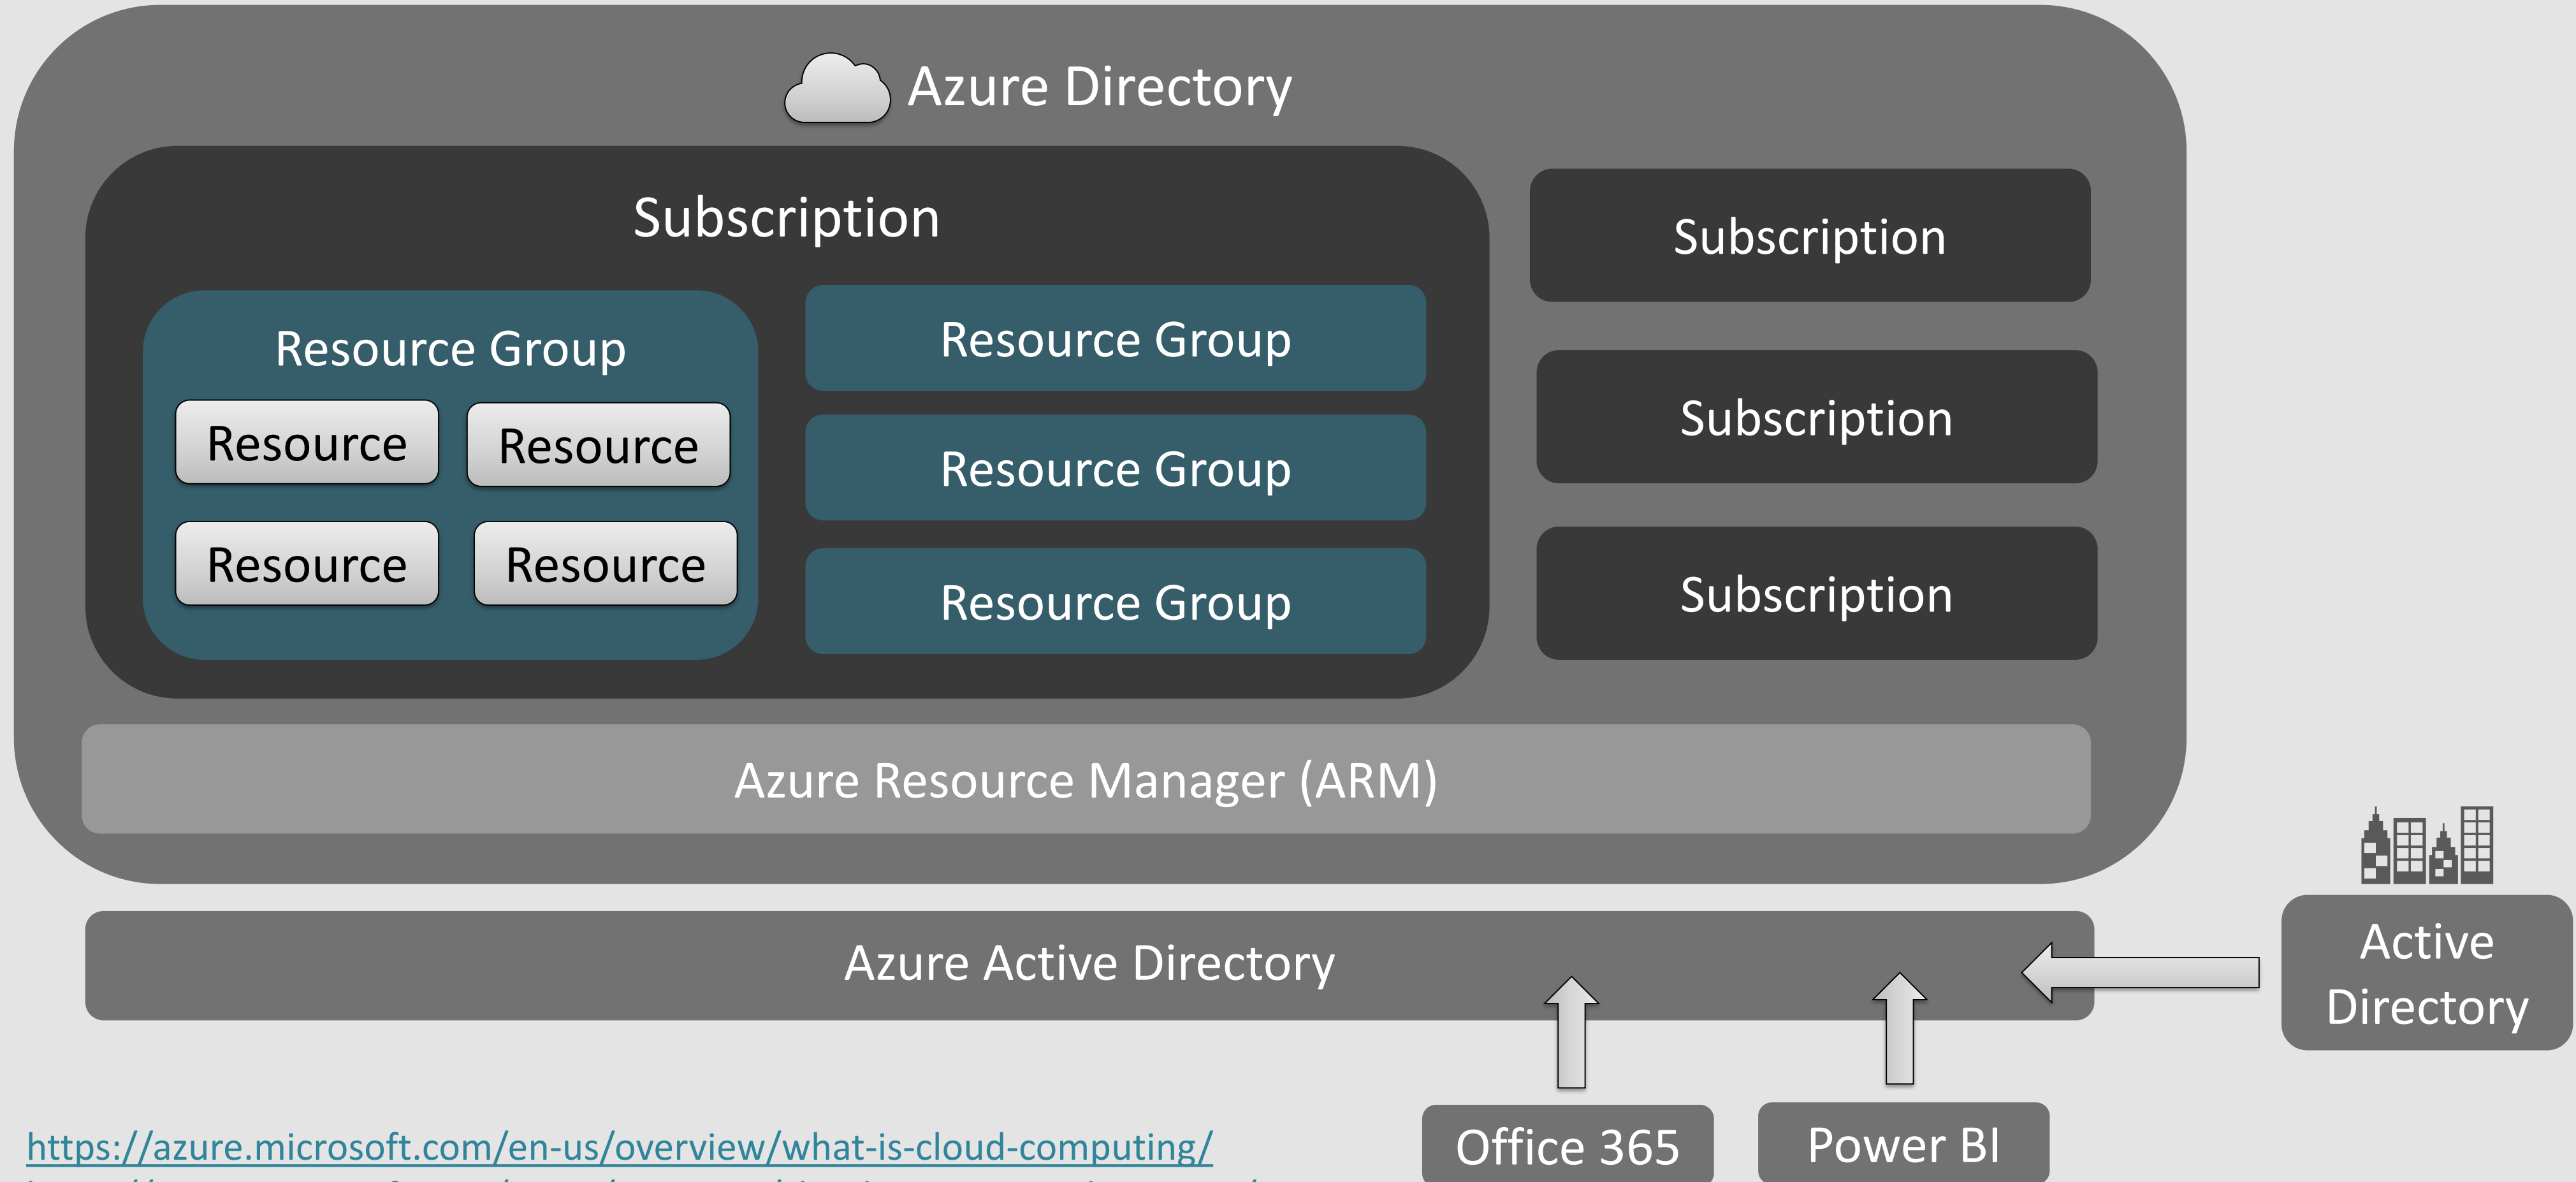 Azure Directory
Subscription
Resource Group
Resource
Resource
Resource
Resource
Resource Group
Resource Group
Resource Group
Subscription
Subscription
Subscription
Azure Resource Manager (ARM)
Azure Active Directory
Active
Directory
Office 365
Power BI
https://azure.microsoft.com/en-us/overview/what-is-cloud-computing/